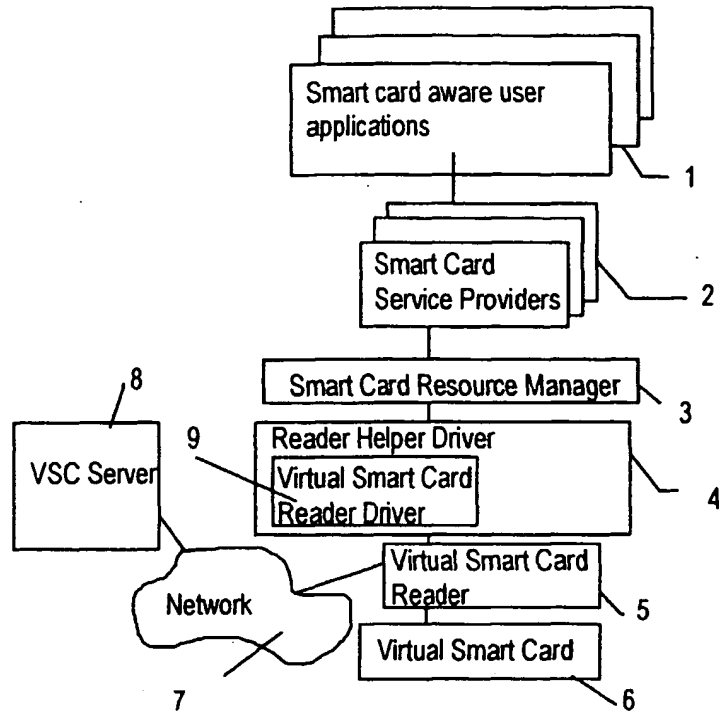 Smart card aware user
applications
1
Smart Card
Service Providers
2
8
Smart Card Resource Manager
3
9
Reader Helper Driver
VSC Server
Virtual Smart Card
Reader Driver
4
Virtual Smart Card
Reader
5
Network
Virtual Smart Card
7
6